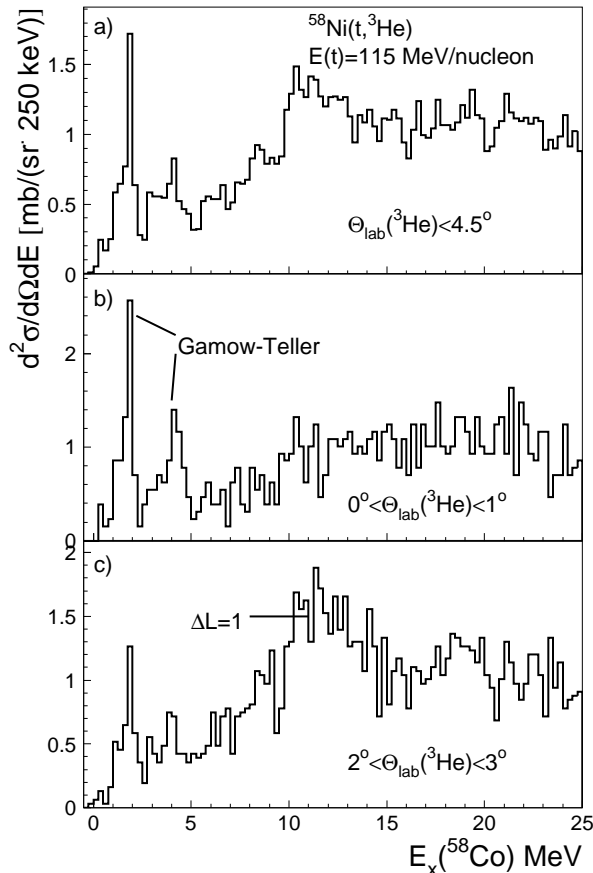 a)
⁵⁸Ni(t,³He)
E(t)=115 MeV/nucleon
1.5
1
0.5
0
Θlab(³He)<4.5°
d²σ/dΩdE [mb/(sr· 250 keV)]
b)
Gamow-Teller
2
1
0
0°<Θlab(³He)<1°
c)
2
1.5
1
0.5
0
ΔL=1
2°<Θlab(³He)<3°
0 5 10 15 20 25
Eₓ(⁵⁸Co) MeV